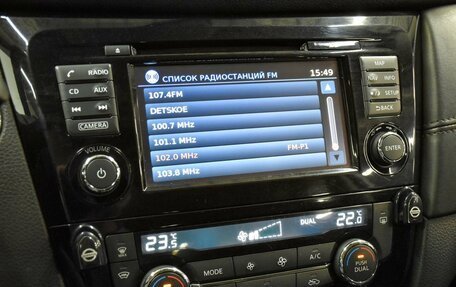 СПИСОК РАДИОСТАНЦИЙ FM 15:49
107.4FM
DETSKOE
100.7 MHz
101.1 MHz
102.0 MHz FM-P1
103.8 MHz
RADIO
CD AUX
CAMERA
VOLUME
MAP
NAV INFO
SETUP
BACK
ENTER
23.5°C DUAL 22.0
MODE
A/C
PUSH
DUAL